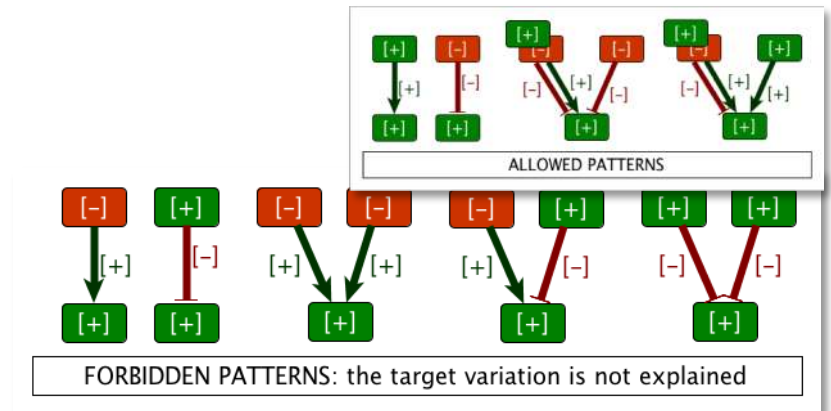 [+] [+]
[+] [–] [–] [–] [–] [+]
[+] [–] [–] [+] [–] [–] [+] [+]
[+] [+] [+] [+]
ALLOWED PATTERNS
[–] [+] [–] [–] [–] [+] [+] [+]
[+] [–] [+] [+] [+] [–] [–] [–]
[+] [+] [+] [+] [+]
FORBIDDEN PATTERNS: the target variation is not explained